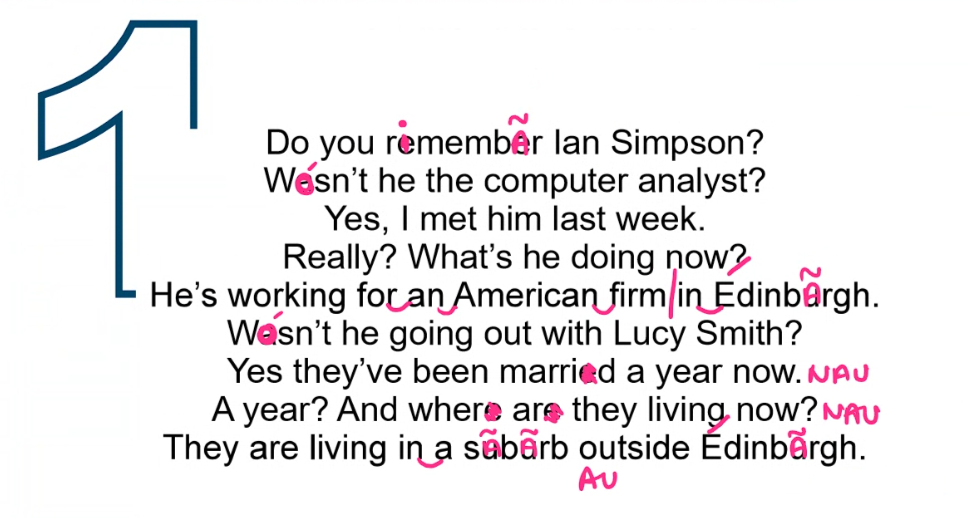 1
Do you remember Ian Simpson?
Wasn't he the computer analyst?
Yes, I met him last week.
Really? What's he doing now?
He's working for an American firm/in Édinburgh.
Wasn't he going out with Lucy Smith?
Yes they've been married a year now. NAU
A year? And where are they living now? NAU
They are living in a suburb outside Édinburgh.
AU